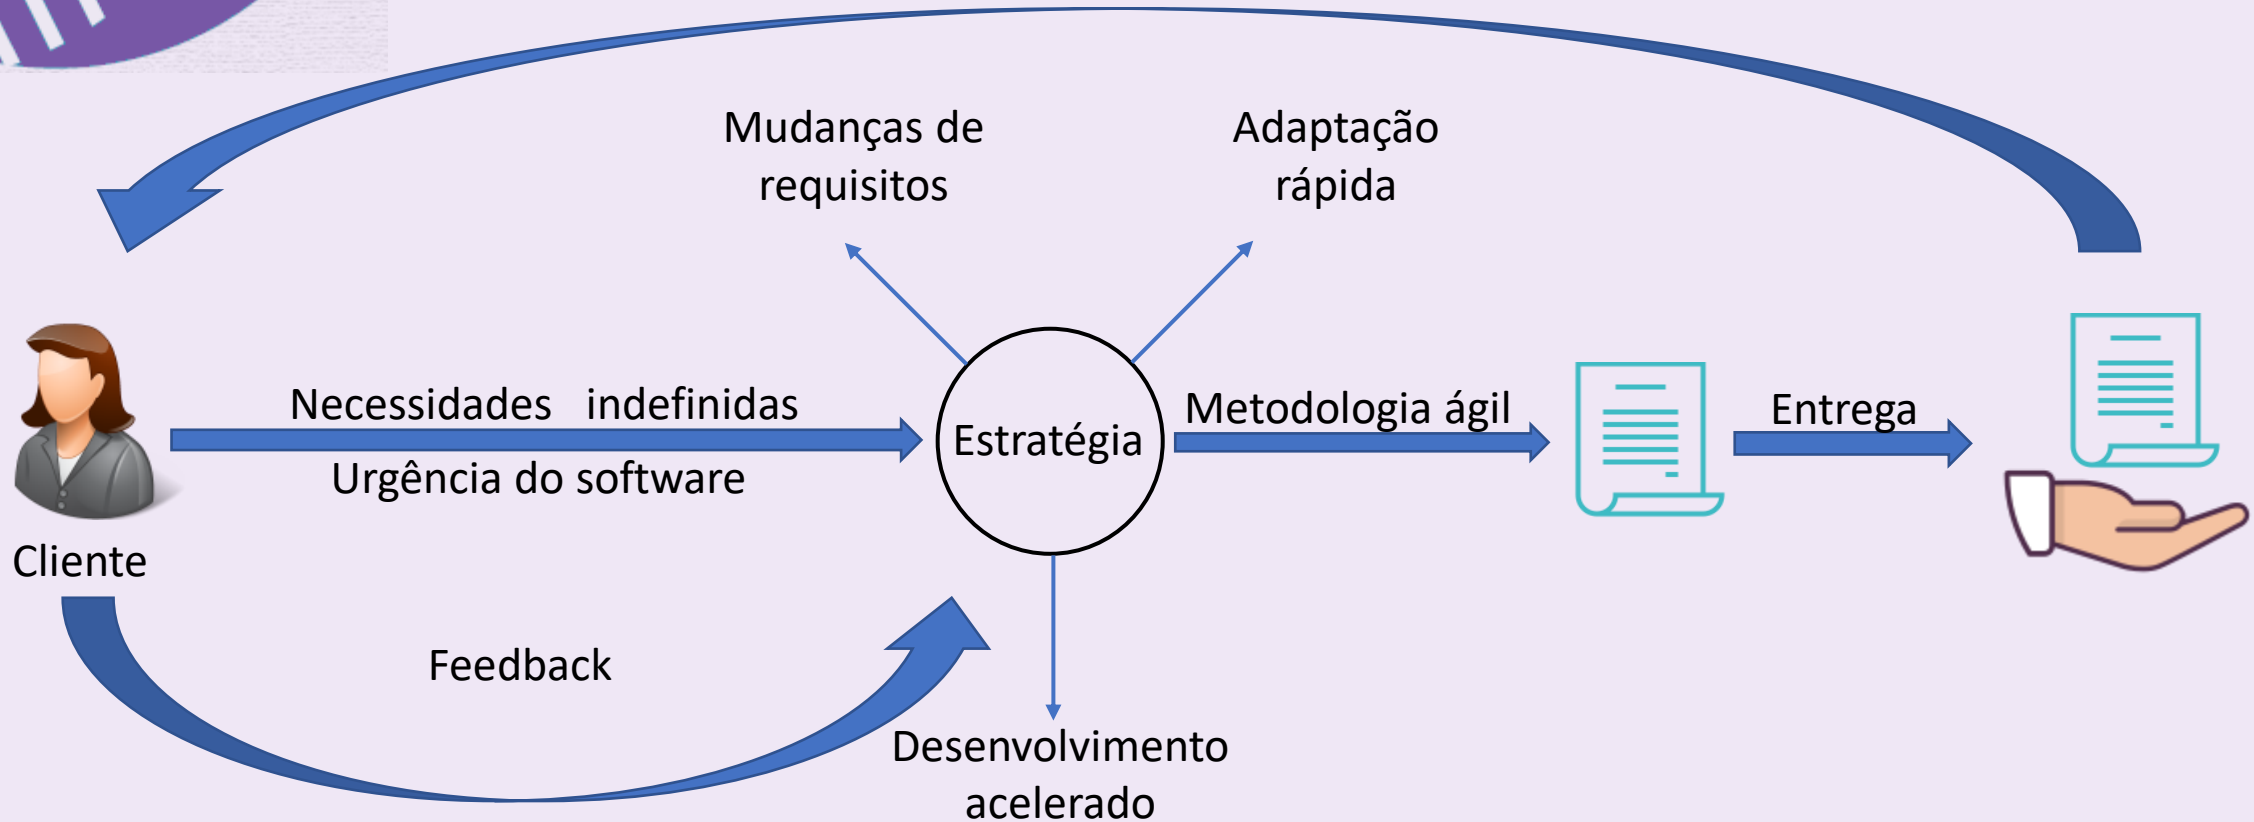 Mudanças de
requisitos
Adaptação
rápida
Necessidades indefinidas
Urgência do software
Estratégia
Metodologia ágil
Entrega
Cliente
Feedback
Desenvolvimento
acelerado